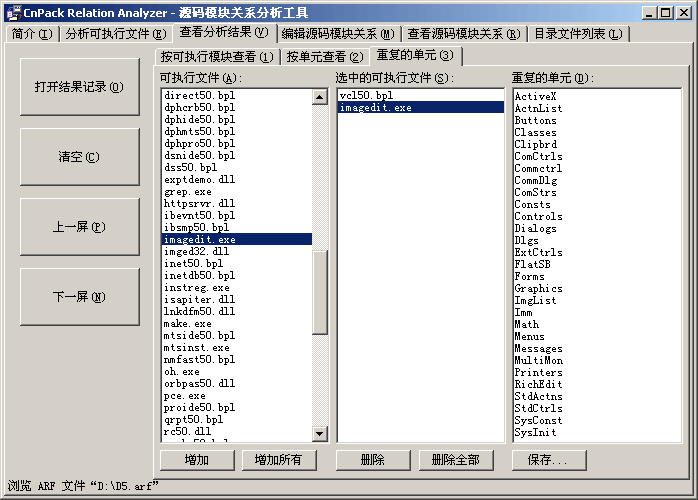 CnPack Relation Analyzer - 源码模块关系分析工具
简介(I) 分析可执行文件(E) 查看分析结果(V) 编辑源码模块关系(M) 查看源码模块关系(R) 目录文件列表(L)
按可执行模块查看(1) 按单元查看(2) 重复的单元(3)
打开结果记录(O)
清空(C)
上一屏(P)
下一屏(N)
可执行文件(A):
direct50.bpl
dphcrb50.bpl
dphide50.bpl
dphmts50.bpl
dphpro50.bpl
dsnide50.bpl
dss50.bpl
exptdemo.dll
grep.exe
httpsrvr.dll
ibevnt50.bpl
ibsmp50.bpl
imagedit.exe
imged32.dll
inet50.bpl
inetdb50.bpl
instreg.exe
isapiter.dll
lnkdfm50.dll
make.exe
mtside50.bpl
mtsinst.exe
nmfast50.bpl
oh.exe
orbpas50.dll
pce.exe
proide50.bpl
qrpt50.bpl
rc50.dll
增加 增加所有
选中的可执行文件(S):
vcl50.bpl
imagedit.exe
删除 删除全部
重复的单元(D):
ActiveX
ActnList
Buttons
Classes
Clipbrd
ComCtrls
Commctrl
CommDlg
ComStrs
Consts
Controls
Dialogs
Dlgs
ExtCtrls
FlatSB
Forms
Graphics
ImgList
Imm
Math
Menus
Messages
MultiMon
Printers
RichEdit
StdActns
StdCtrls
SysConst
SysInit
保存...
浏览 ARF 文件“D:\D5.arf”